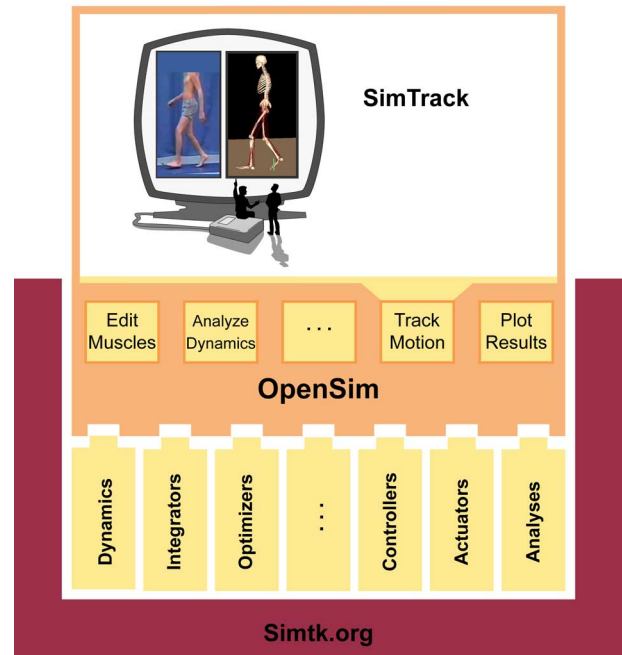 SimTrack
Edit
Muscles
Analyze
Dynamics
...
Track
Motion
Plot
Results
OpenSim
Dynamics
Integrators
Optimizers
...
Controllers
Actuators
Analyses
Simtk.org